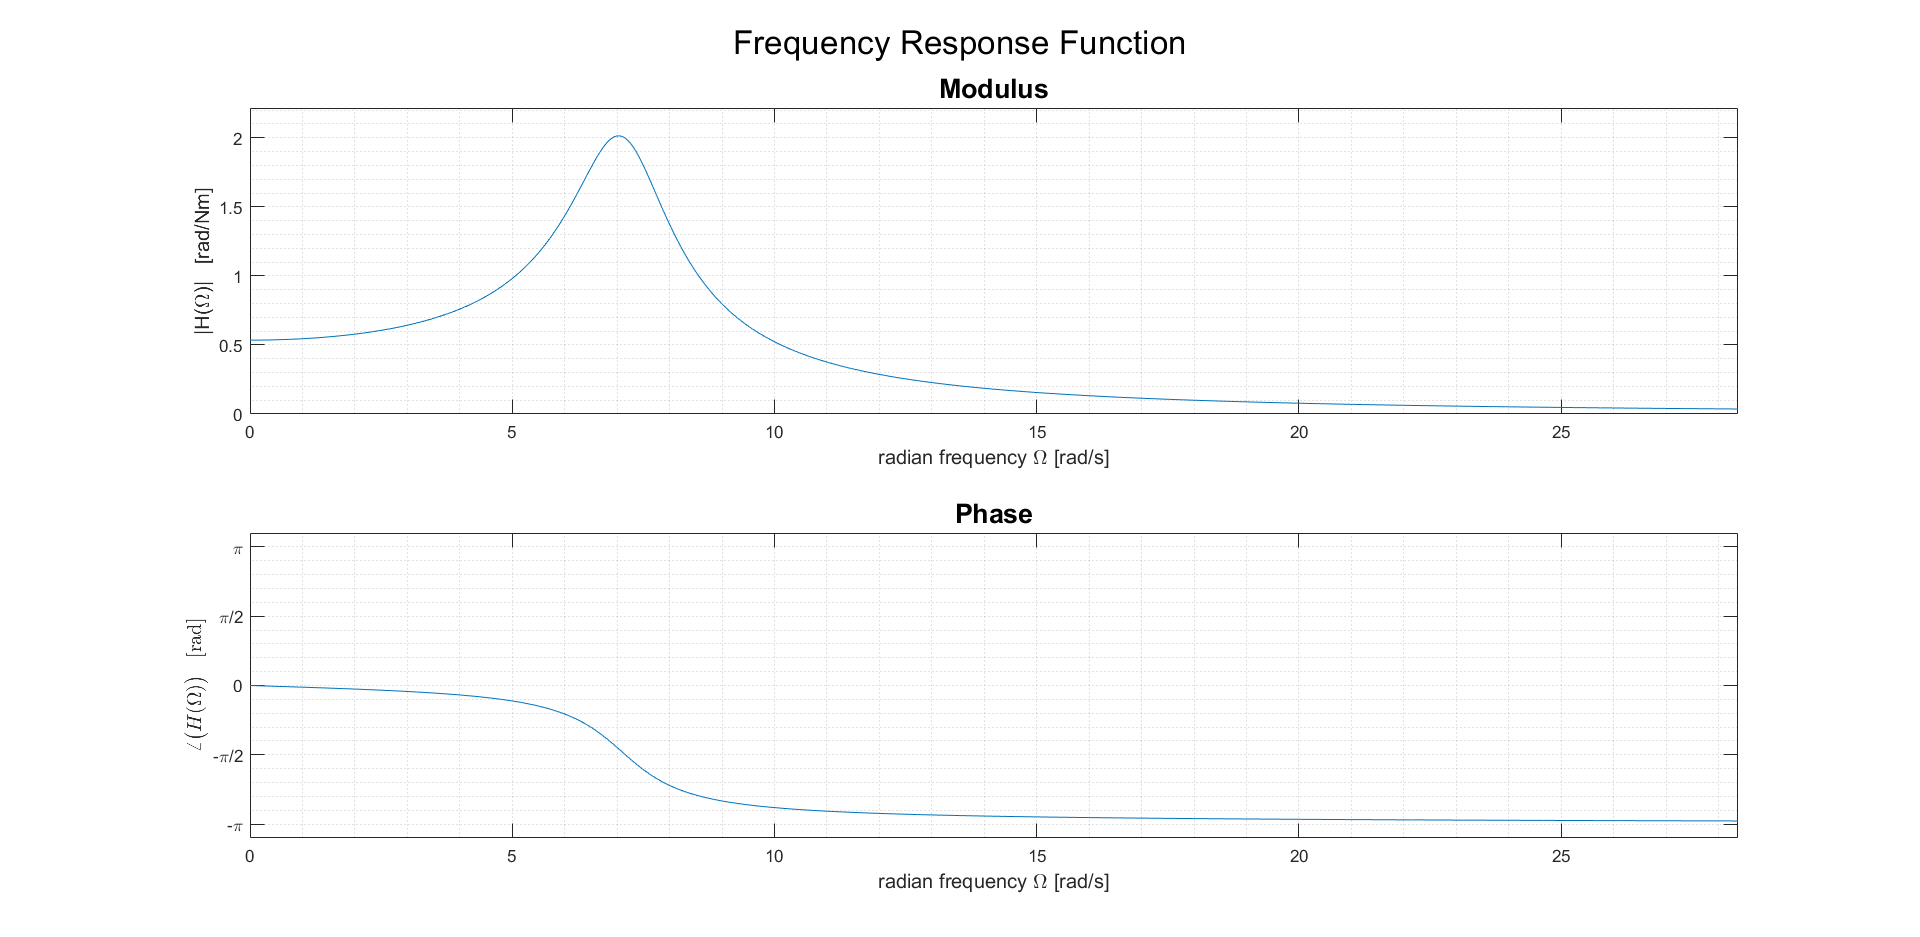 Frequency Response Function
Modulus
|H(Ω)| [rad/Nm]
2
1.5
1
0.5
0
0 5 10 15 20 25
radian frequency Ω [rad/s]
Phase
∠(H(Ω)) [rad]
π
π/2
0
-π/2
-π
0 5 10 15 20 25
radian frequency Ω [rad/s]